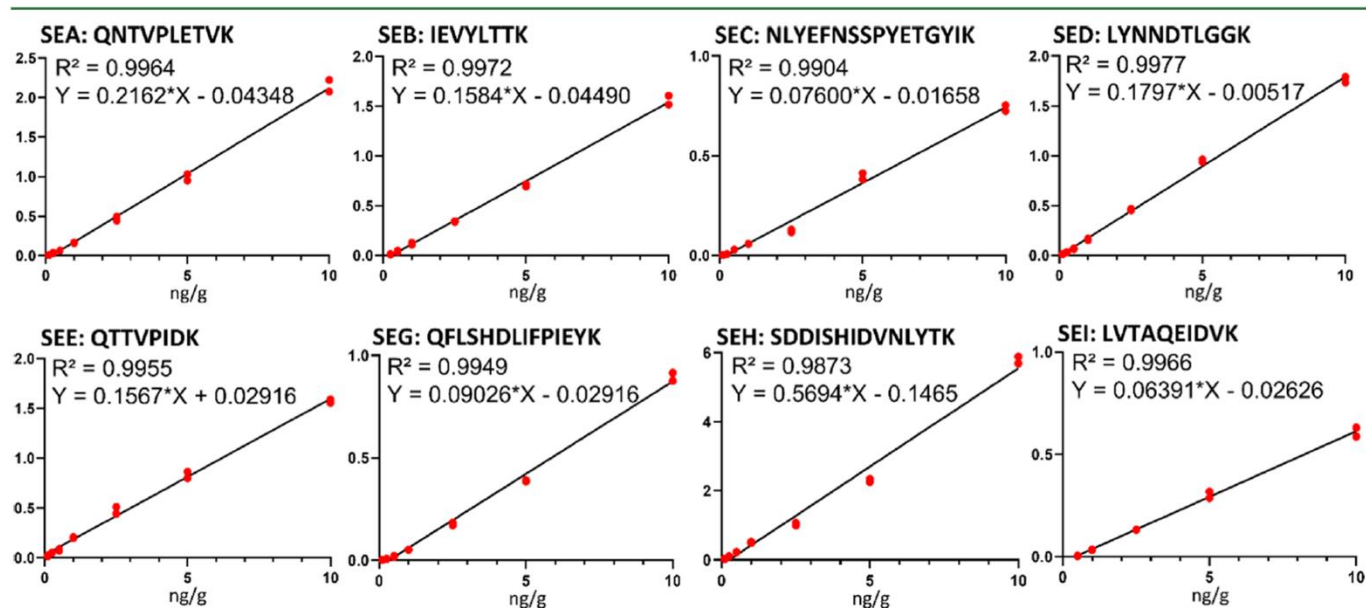 SEA: QNTVPLETVK
R² = 0.9964
Y = 0.2162*X - 0.04348
2.5
2.0
1.5
1.0
0.5
0.0
0
5
10
ng/g
SEB: IEVYLTTK
R² = 0.9972
Y = 0.1584*X - 0.04490
2.0
1.5
1.0
0.5
0.0
0
5
10
ng/g
SEC: NLYEFNSSPYETGYIK
R² = 0.9904
Y = 0.07600*X - 0.01658
1.0
0.5
0.0
0
5
10
ng/g
SED: LYNNDTLGGK
R² = 0.9977
Y = 0.1797*X - 0.00517
2.0
1.5
1.0
0.5
0.0
0
5
10
ng/g
SEE: QTTVPIDK
R² = 0.9955
Y = 0.1567*X + 0.02916
2.0
1.5
1.0
0.5
0.0
0
5
10
ng/g
SEG: QFLSHDLIFPIEYK
R² = 0.9949
Y = 0.09026*X - 0.02916
1.0
0.5
0.0
0
5
10
ng/g
SEH: SDDISHIDVNLYTK
R² = 0.9873
Y = 0.5694*X - 0.1465
6
4
2
0
0
5
10
ng/g
SEI: LVTAQEIDVK
R² = 0.9966
Y = 0.06391*X - 0.02626
1.0
0.5
0.0
0
5
10
ng/g